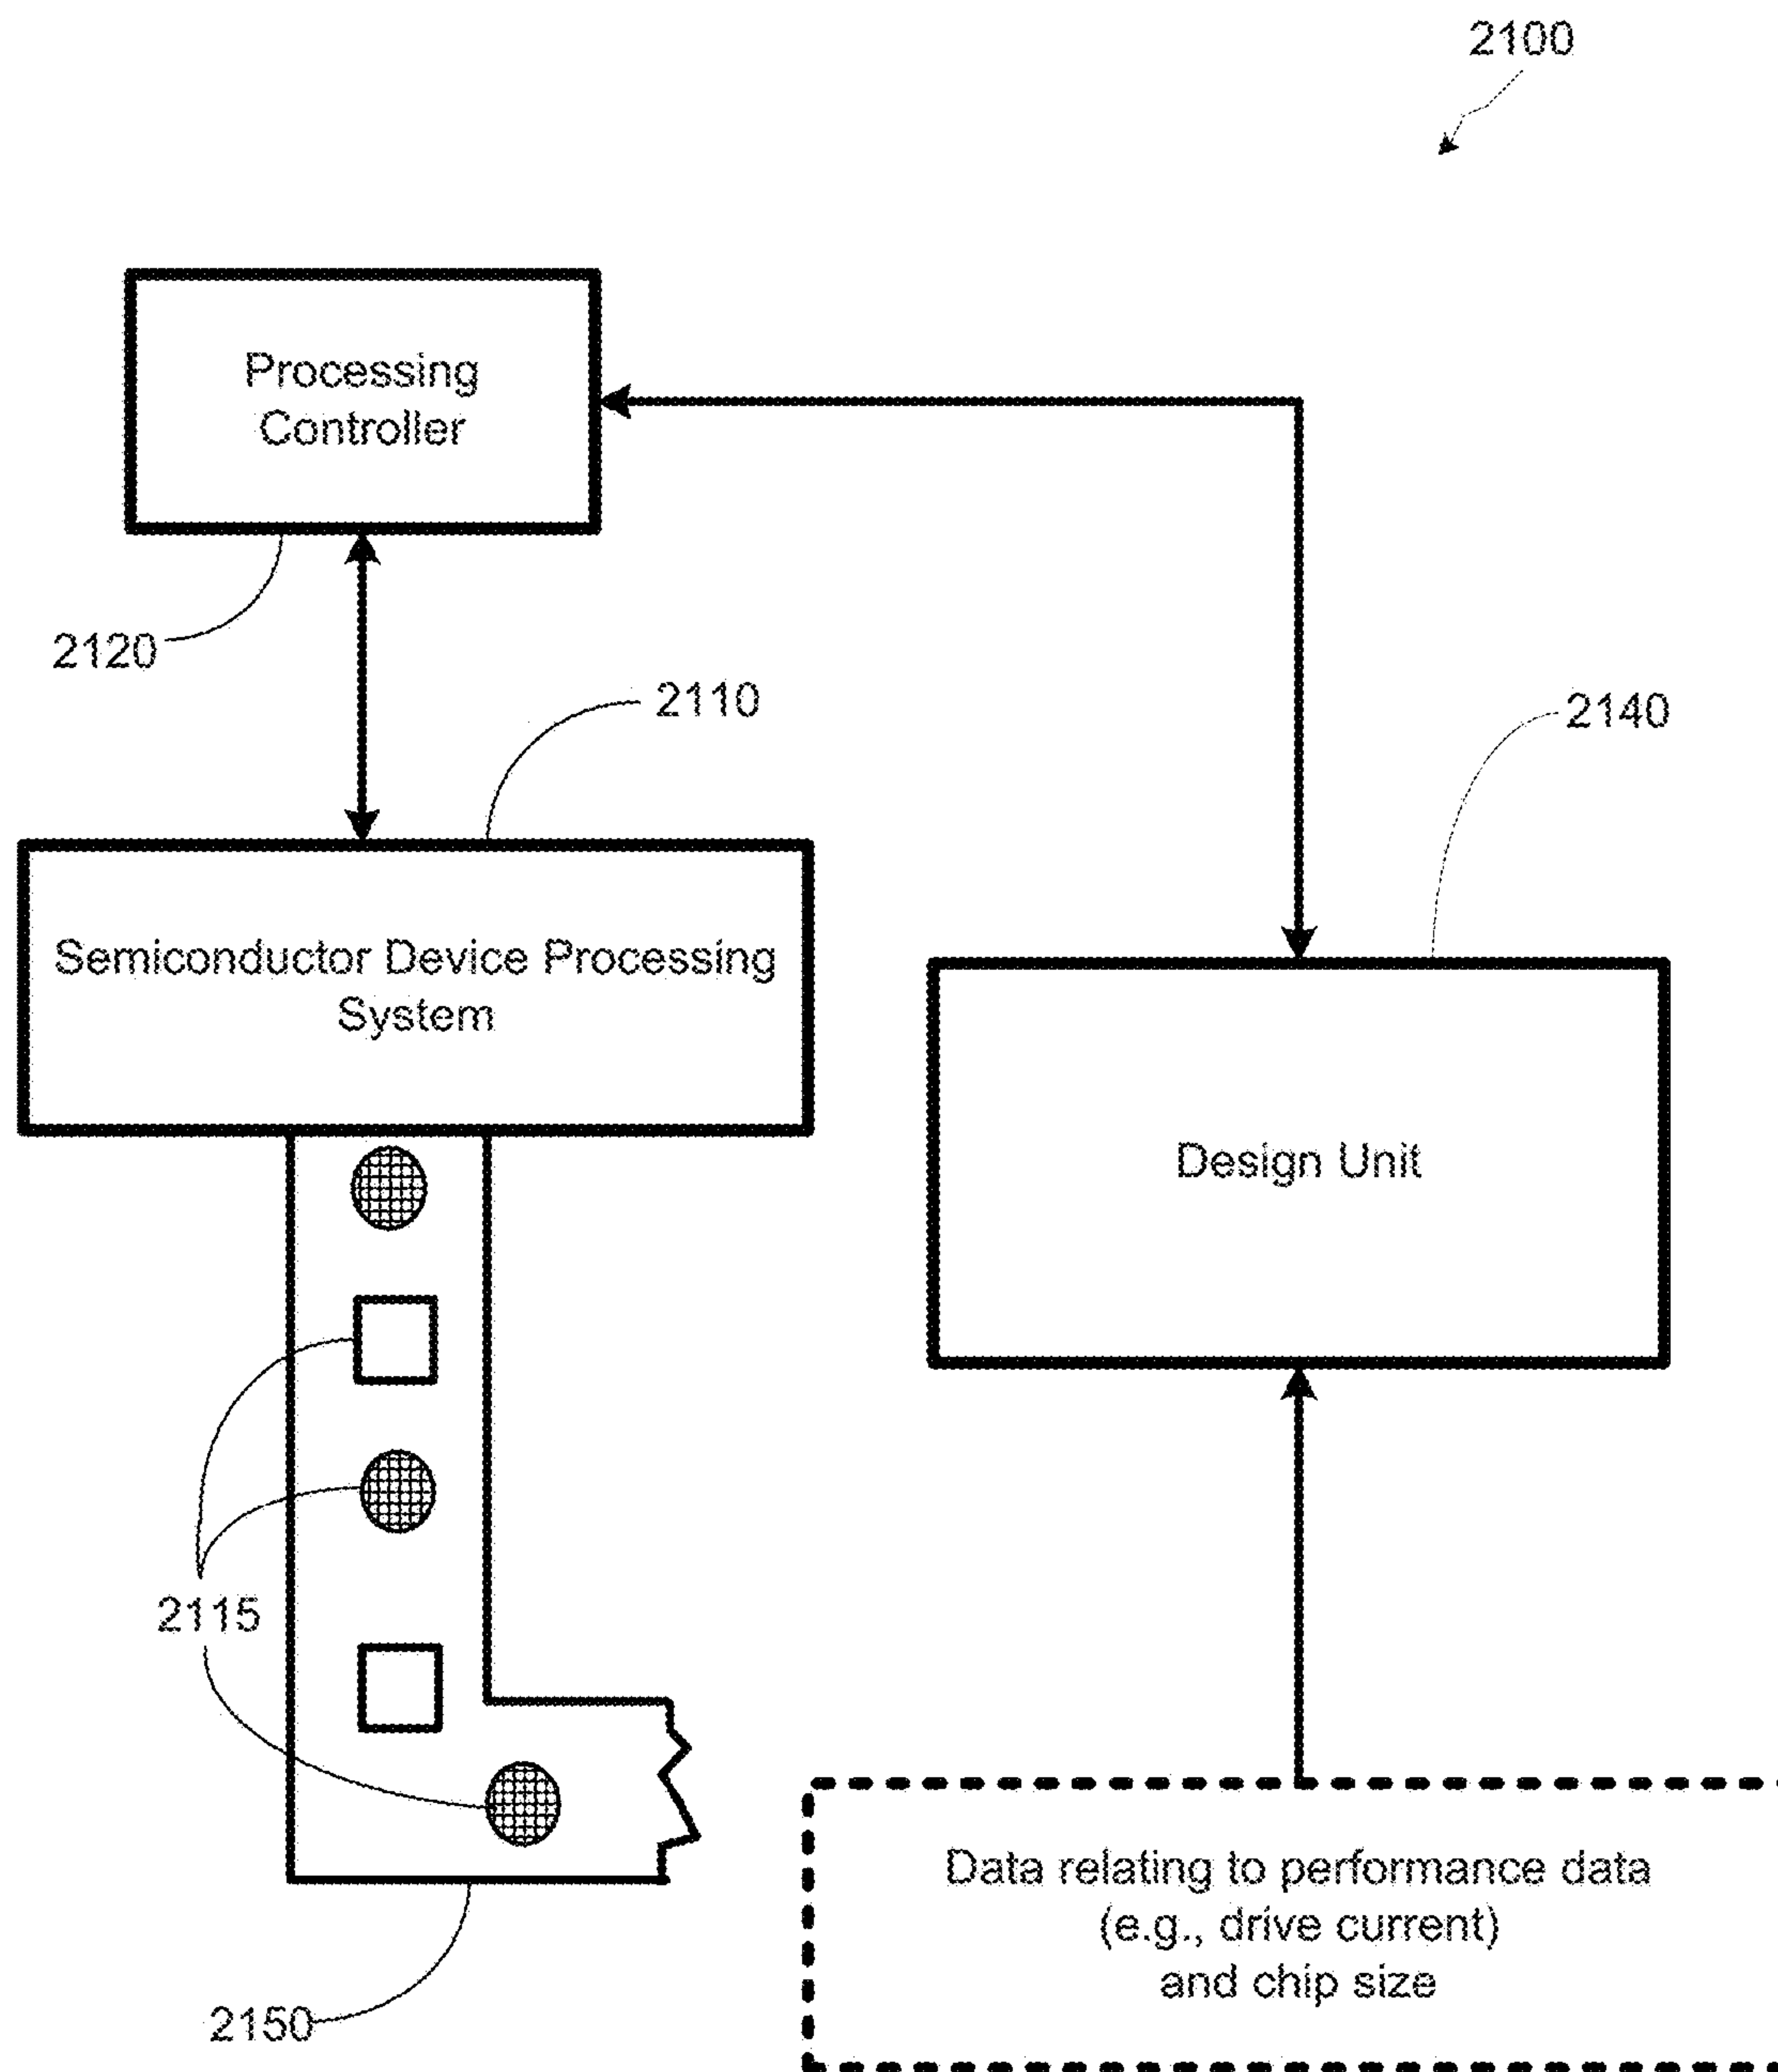 2100
Processing
Controller
2120
2110
2140
Semiconductor Device Processing
System
Design Unit
2115
Data relating to performance data
(e.g., drive current)
and chip size
2150